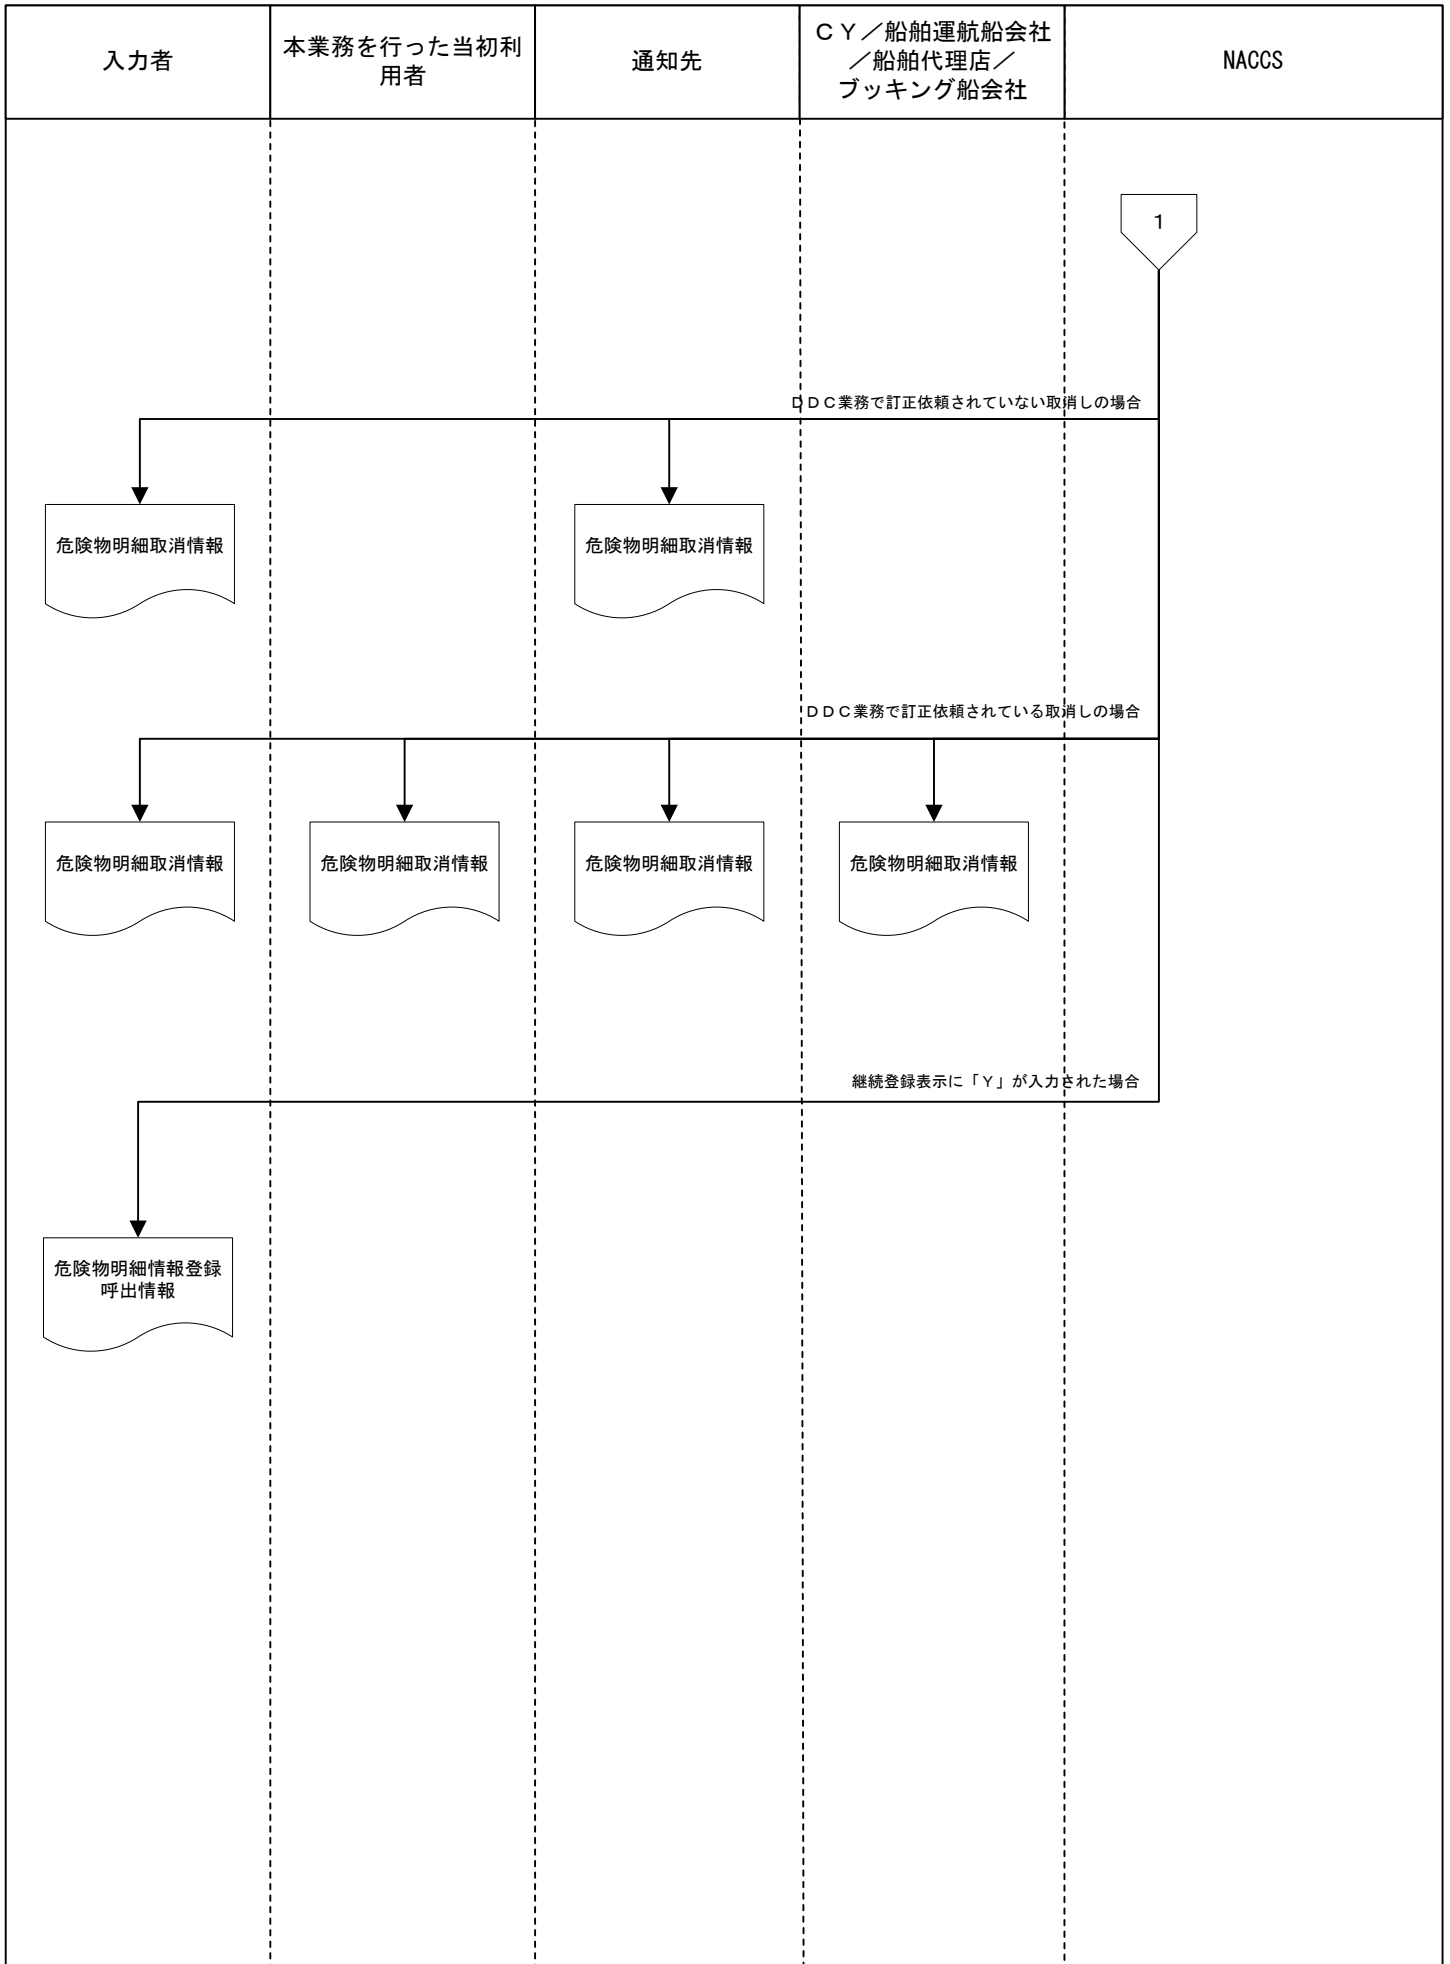 入力者
本業務を行った当初利
用者
通知先
ＣＹ／船舶運航船会社
／船舶代理店／
ブッキング船会社
NACCS
1
ＤＤＣ業務で訂正依頼されていない取消しの場合
危険物明細取消情報
危険物明細取消情報
ＤＤＣ業務で訂正依頼されている取消しの場合
危険物明細取消情報
危険物明細取消情報
危険物明細取消情報
危険物明細取消情報
継続登録表示に「Ｙ」が入力された場合
危険物明細情報登録
呼出情報